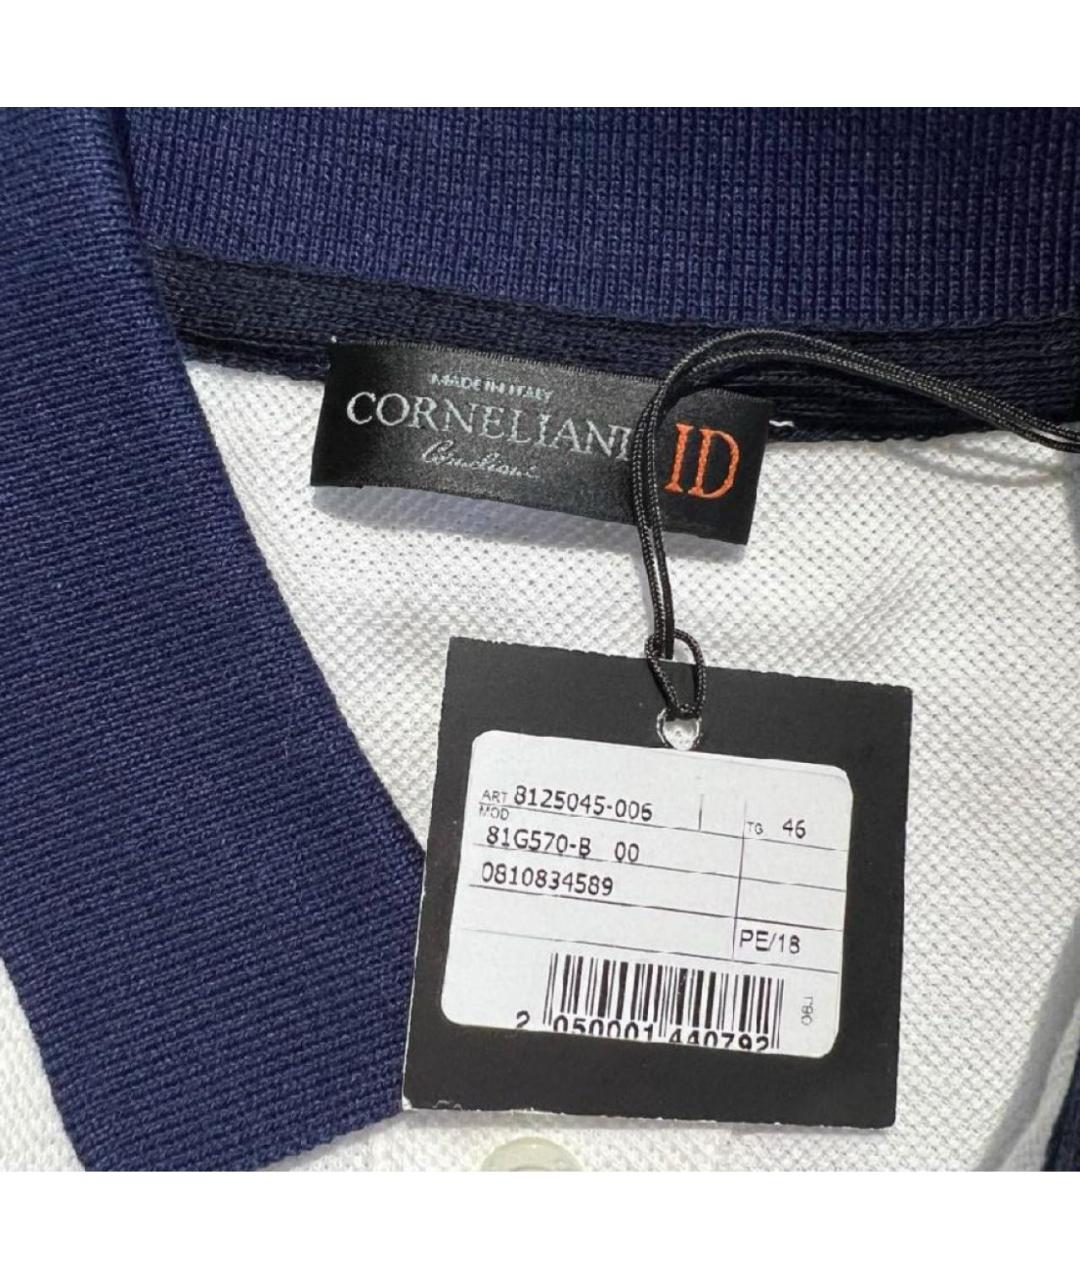 MADE IN ITALY
CORNELIANI ID
ART 8125045-006
TG 46
MOD
81G570-B 00
0810834589
PE/18
2 050001 440792